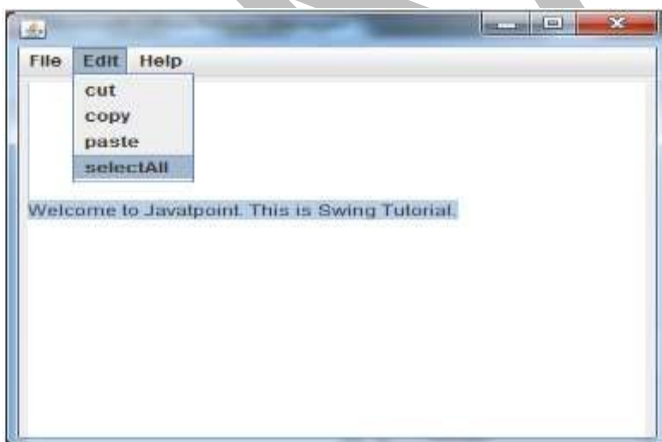 File Edit Help
cut
copy
paste
selectAll
Welcome to Javatpoint. This is Swing Tutorial.